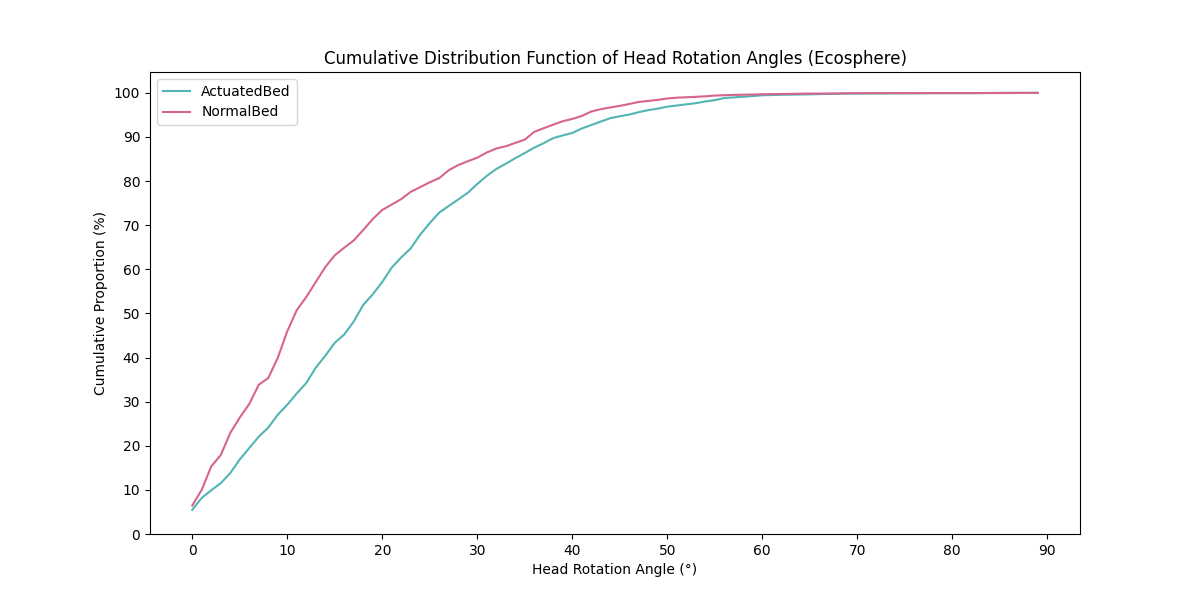 Cumulative Distribution Function of Head Rotation Angles (Ecosphere)
ActuatedBed
NormalBed
Cumulative Proportion (%)
100
90
80
70
60
50
40
30
20
10
0
0 10 20 30 40 50 60 70 80 90
Head Rotation Angle (°)